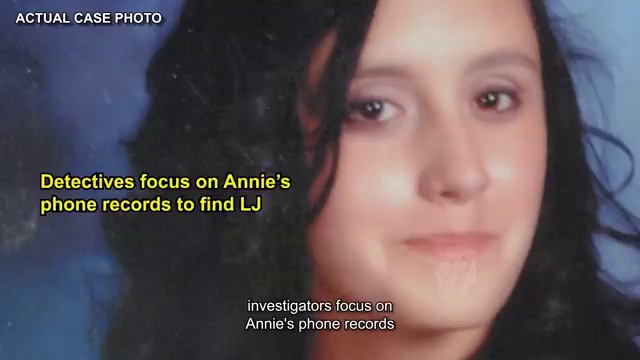 ACTUAL CASE PHOTO
Detectives focus on Annie's
phone records to find LJ
investigators focus on
Annie's phone records